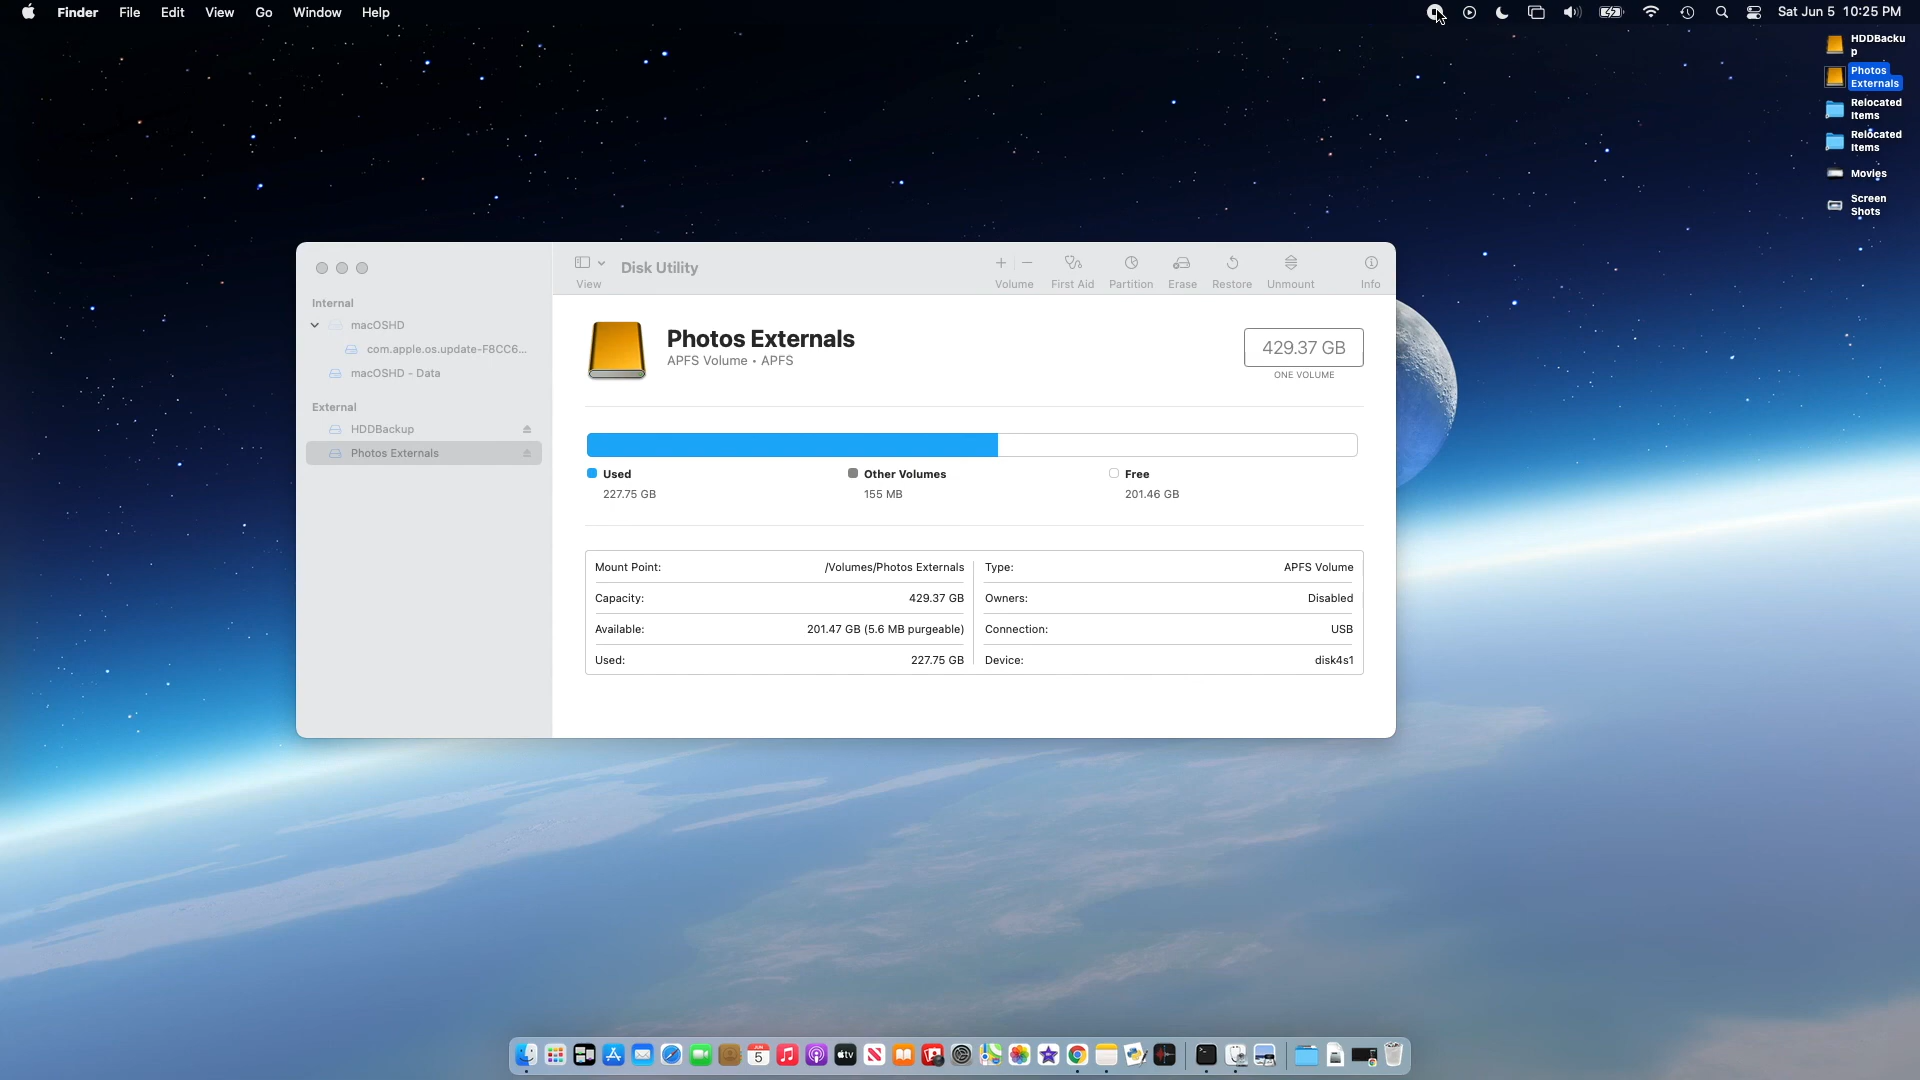 Finder File Edit View Go Window Help
Sat Jun 5 10:25 PM
HDDBacku
p
Photos
Externals
Relocated
Items
Relocated
Items
Movies
Screen
Shots
Disk Utility
View
Volume First Aid Partition Erase Restore Unmount Info
Internal
macOSHD
com.apple.os.update-F8CC6...
macOSHD - Data
External
HDDBackup
Photos Externals
Photos Externals
APFS Volume • APFS
429.37 GB
ONE VOLUME
Used
227.75 GB
Other Volumes
155 MB
Free
201.46 GB
Mount Point: /Volumes/Photos Externals
Capacity: 429.37 GB
Available: 201.47 GB (5.6 MB purgeable)
Used: 227.75 GB
Type: APFS Volume
Owners: Disabled
Connection: USB
Device: disk4s1
JUN
5
tv